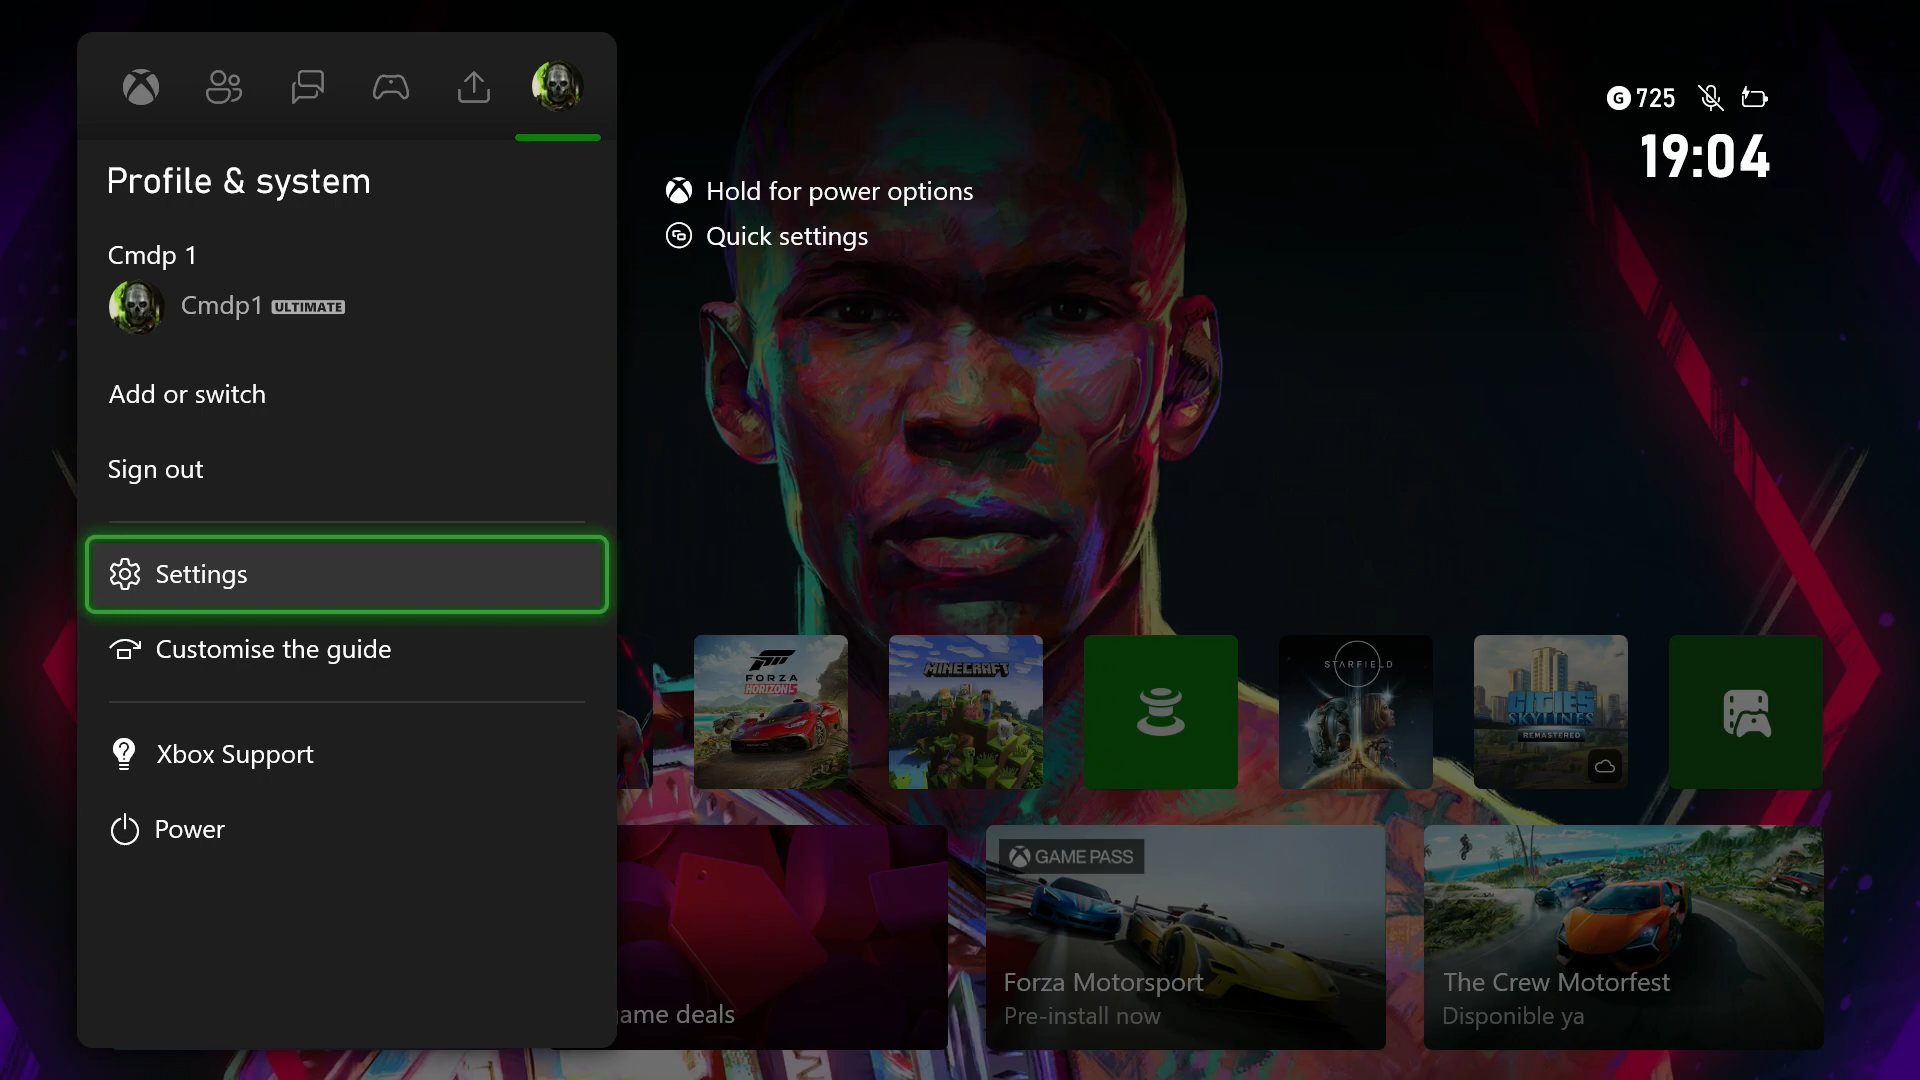 G 725
19:04
Profile & system
Hold for power options
Quick settings
Cmdp 1
Cmdp1 ULTIMATE
Add or switch
Sign out
Settings
Customise the guide
Xbox Support
Power
FORZA
HORIZON 5
MINECRAFT
STARFIELD
CITIES
SKYLINES
REMASTERED
ame deals
GAME PASS
Forza Motorsport
Pre-install now
The Crew Motorfest
Disponible ya